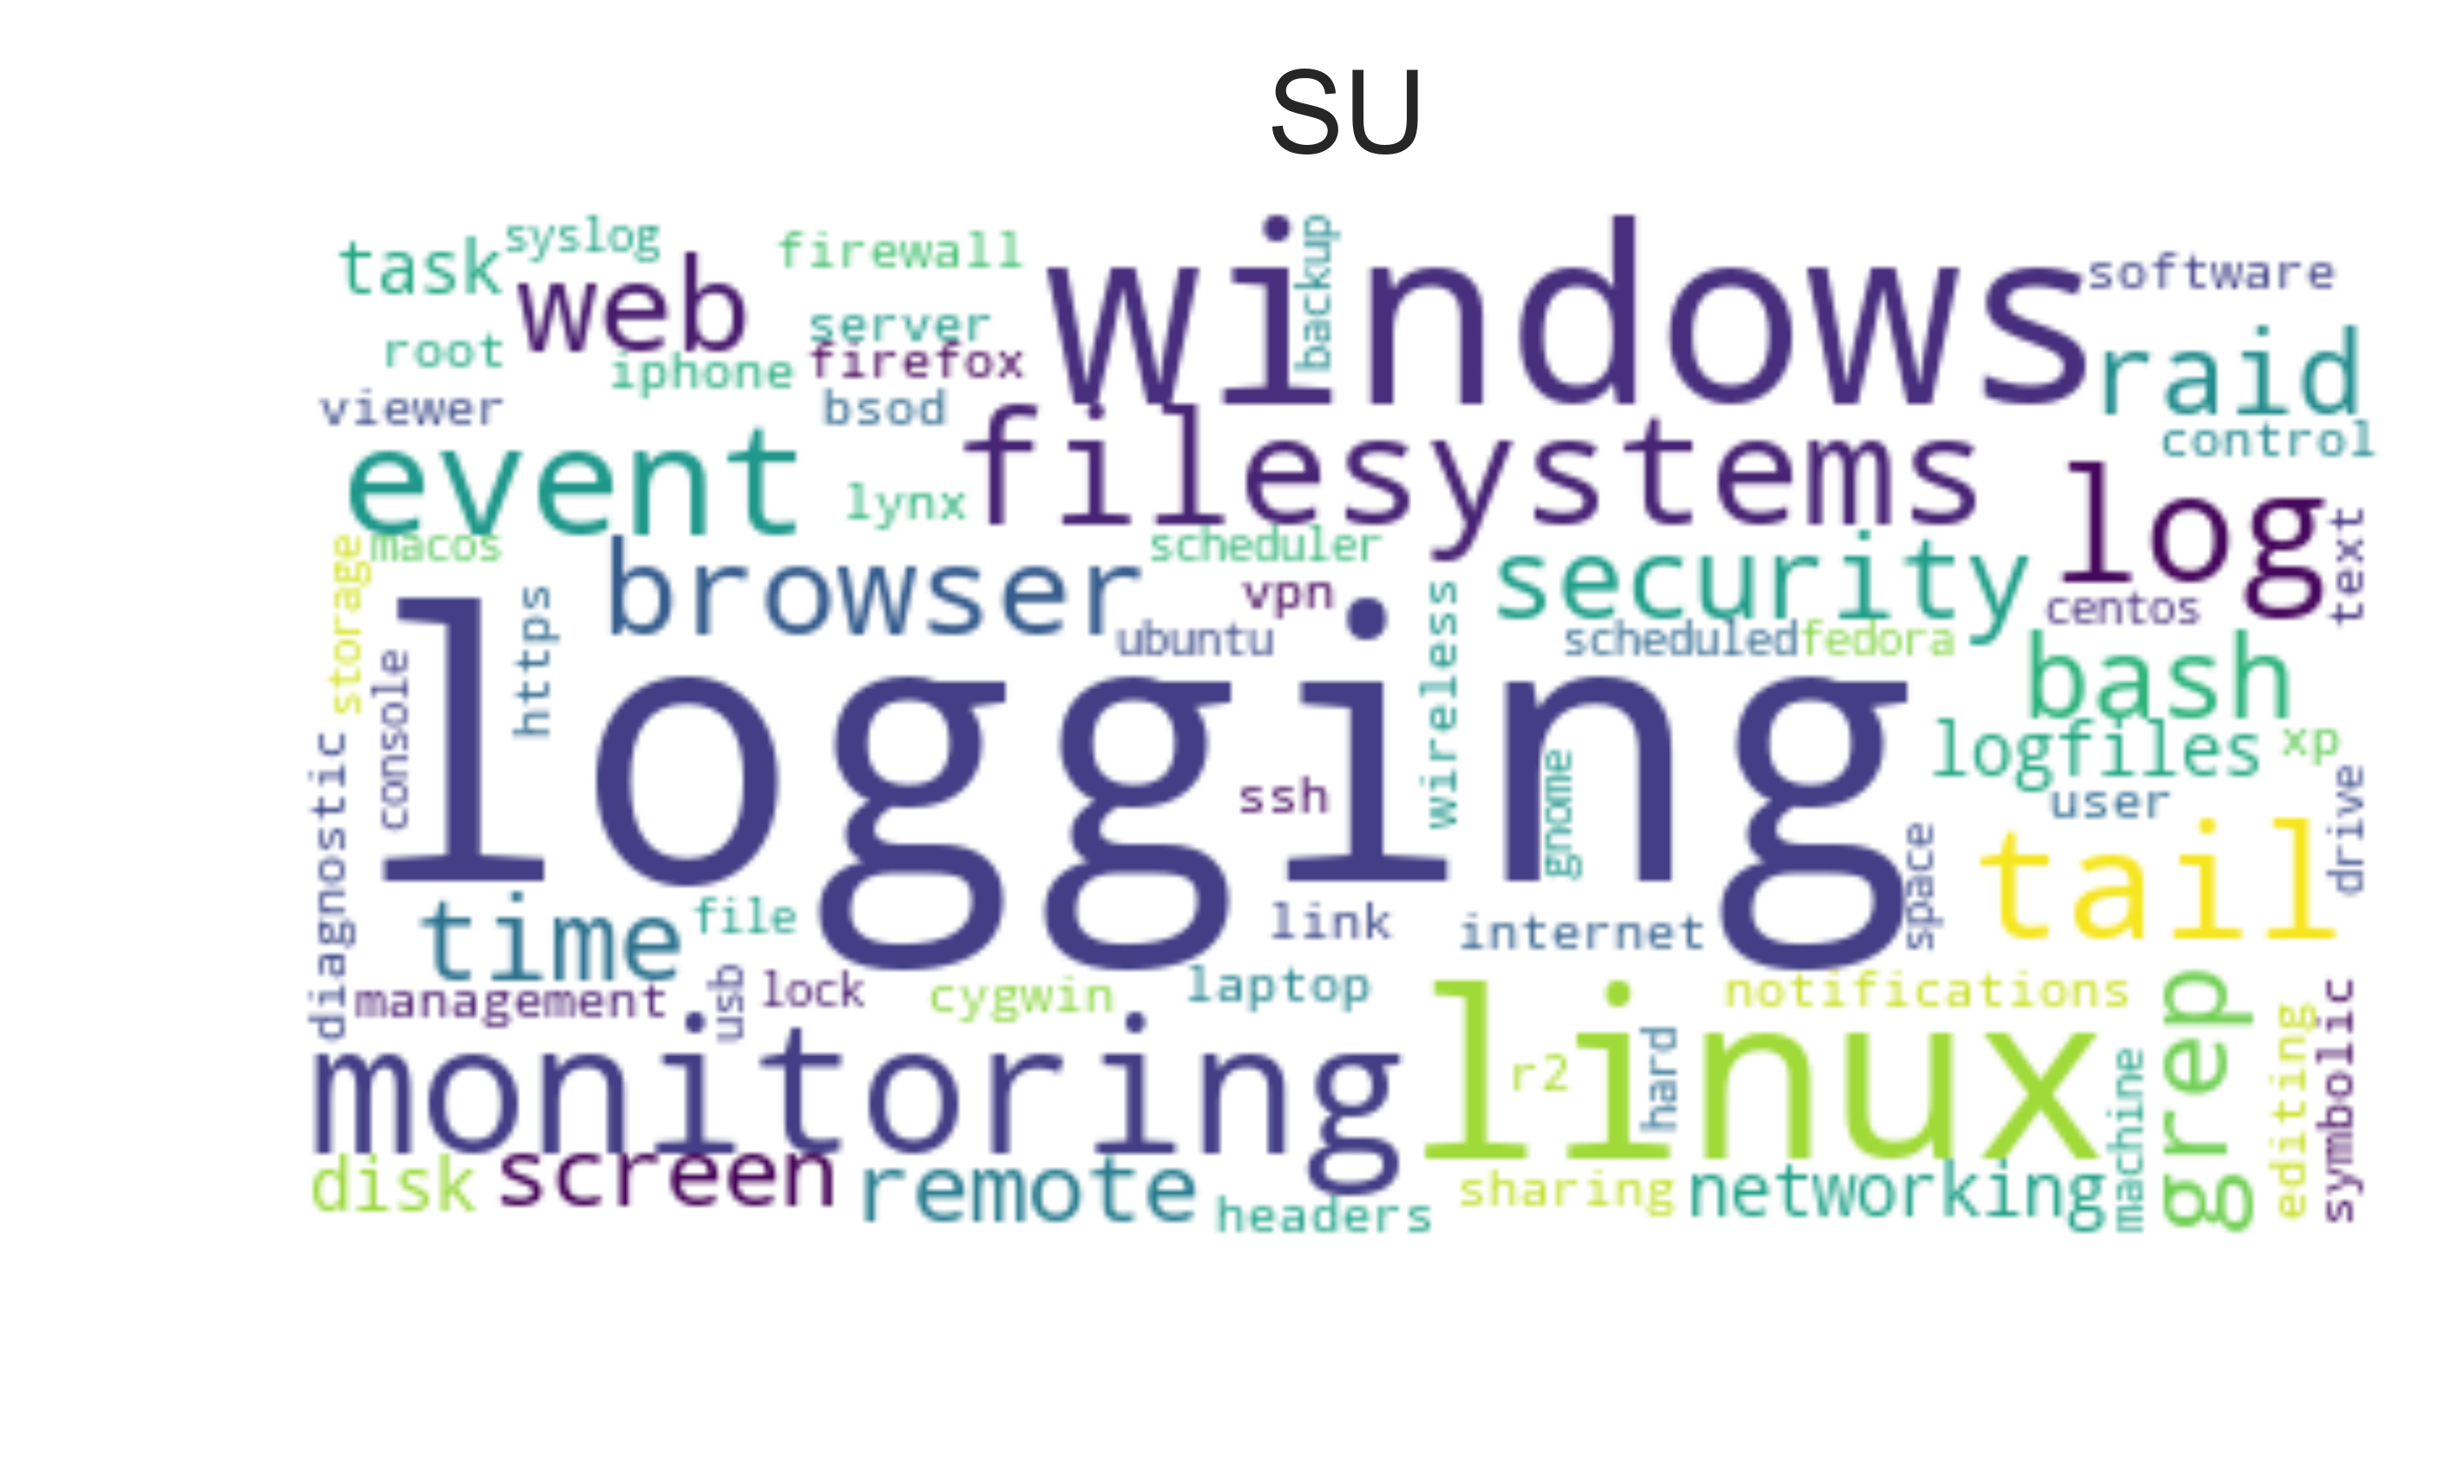 SU
syslog
task
web
firewall
windows
backup
software
server
root
iphone
firefox
raid
viewer
bsod
control
event
lynx
filesystems
log
text
macos
storage
browser
scheduler
security
vpn
wireless
centos
https
ubuntu
scheduled
fedora
console
logging
bash
logfiles
xp
diagnostic
ssh
gnome
user
drive
space
tail
time
file
link
internet
management
usb
lock
cygwin
laptop
notifications
grep
symbolic
monitoring
linux
r2
hard
machine
editing
disk
screen
remote
headers
sharing
networking